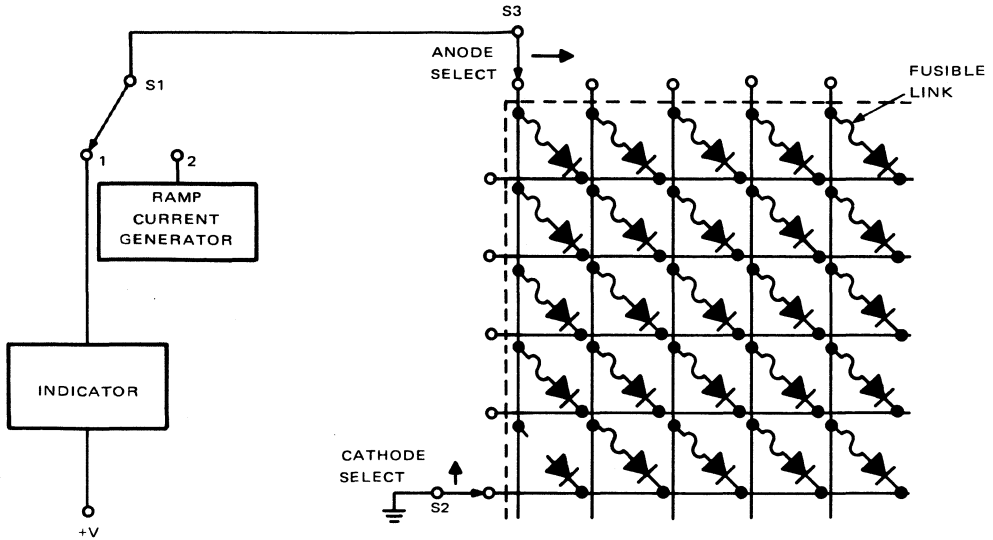 S3
ANODE
SELECT
FUSIBLE
LINK
S1
1
2
RAMP
CURRENT
GENERATOR
INDICATOR
CATHODE
SELECT
S2
+V